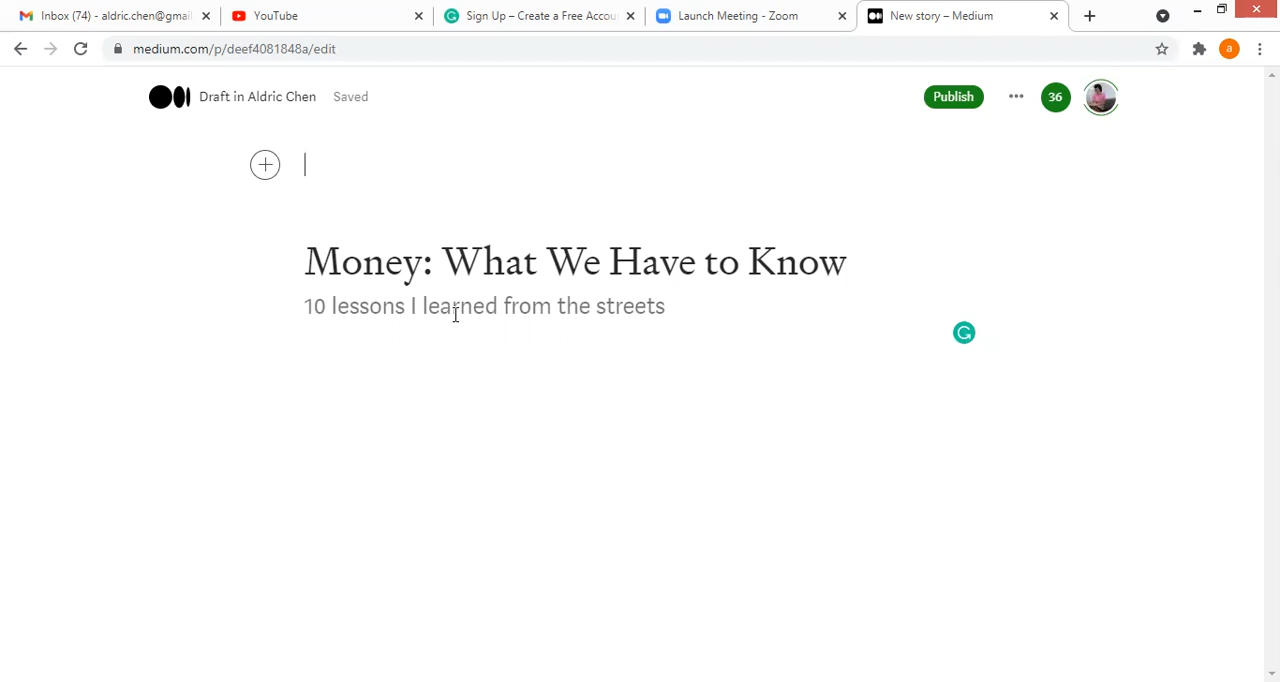 Inbox (74) - aldric.chen@gmail
YouTube
Sign Up – Create a Free Accou
Launch Meeting - Zoom
New story – Medium
medium.com/p/deef4081848a/edit
a
Draft in Aldric Chen
Saved
Publish
36
Money: What We Have to Know
10 lessons I learned from the streets